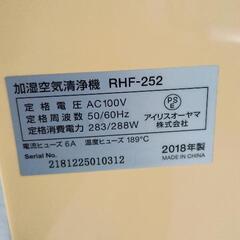 加湿空気清浄機 RHF-252
定格電圧 AC100V
定格周波数 50/60Hz
定格消費電力 283/288W
電流ヒューズ 6A 温度ヒューズ 189℃
Serial No.
2181225010312
PS
E
アイリスオーヤマ
株式会社
2018年製
MADE IN CHINA